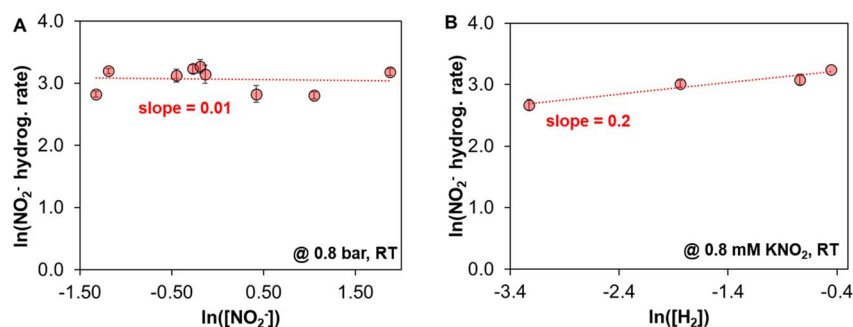 A
ln(NO₂⁻ hydrog. rate)
4.0
3.0
2.0
1.0
0.0
slope = 0.01
@ 0.8 bar, RT
-1.50
-0.50
0.50
1.50
ln([NO₂⁻])
B
ln(NO₂⁻ hydrog. rate)
4.0
3.0
2.0
1.0
0.0
slope = 0.2
@ 0.8 mM KNO₂, RT
-3.4
-2.4
-1.4
-0.4
ln([H₂])